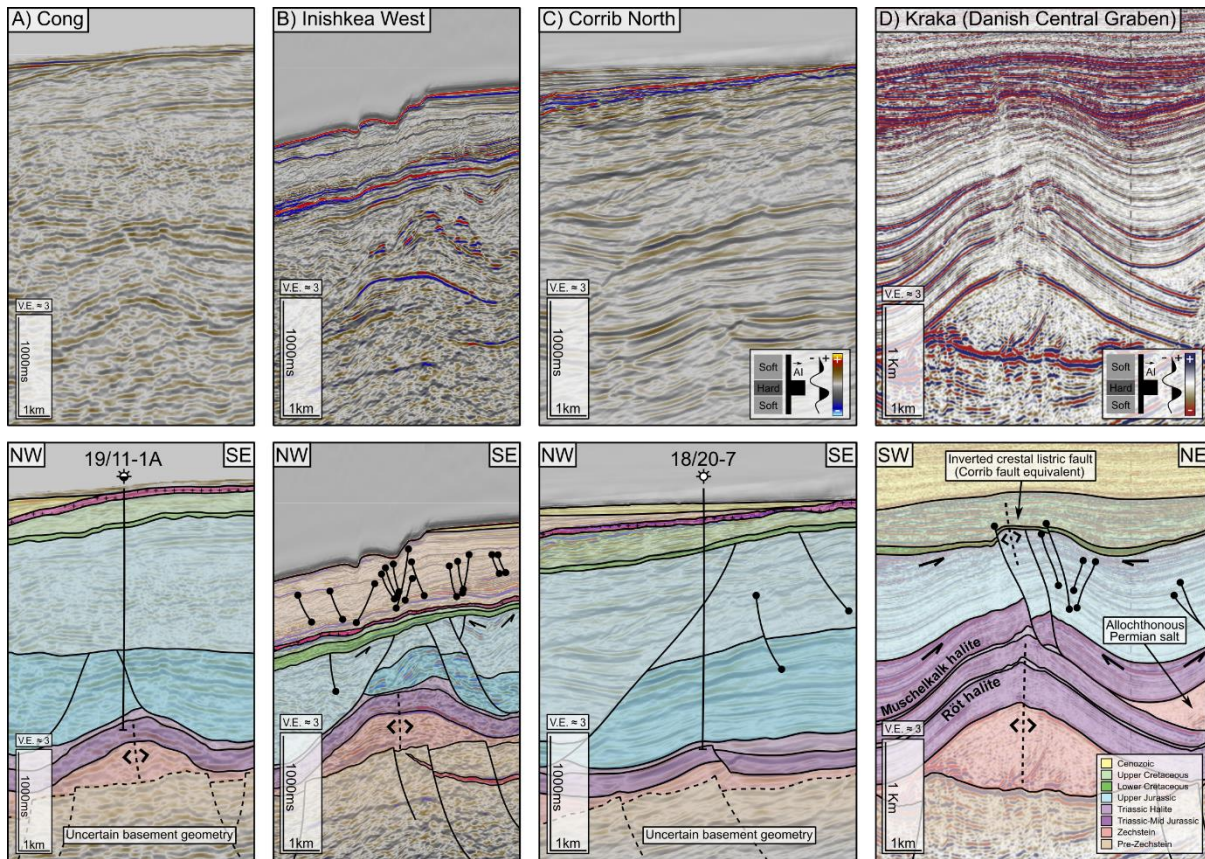 A) Cong
B) Inishkea West
C) Corrib North
D) Kraka (Danish Central Graben)
V.E. ≈ 3
1000ms
1km
V.E. ≈ 3
1000ms
1km
V.E. ≈ 3
1000ms
1km
Soft
Hard
Soft
AI
- +
+
−
V.E. ≈ 3
1 Km
1km
Soft
Hard
Soft
AI
- +
+
−
NW
19/11-1A
SE
V.E. ≈ 3
1000ms
1km
Uncertain basement geometry
NW
SE
V.E. ≈ 3
1000ms
1km
NW
18/20-7
SE
V.E. ≈ 3
1000ms
1km
Uncertain basement geometry
SW
NE
Inverted crestal listric fault
(Corrib fault equivalent)
Allochthonous
Permian salt
Muschelkalk halite
Röt halite
V.E. ≈ 3
1 Km
1km
Cenozoic
Upper Cretaceous
Lower Cretaceous
Upper Jurassic
Triassic Halite
Triassic-Mid Jurassic
Zechstein
Pre-Zechstein